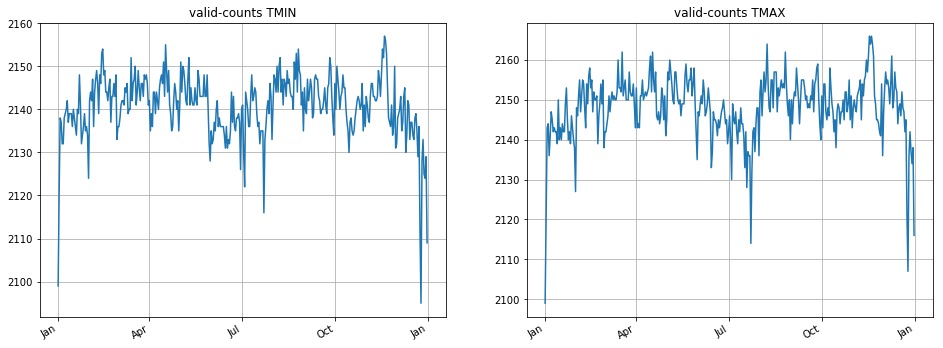 valid-counts TMIN
2160
2150
2140
2130
2120
2110
2100
Jan
Apr
Jul
Oct
Jan
valid-counts TMAX
2160
2150
2140
2130
2120
2110
2100
Jan
Apr
Jul
Oct
Jan